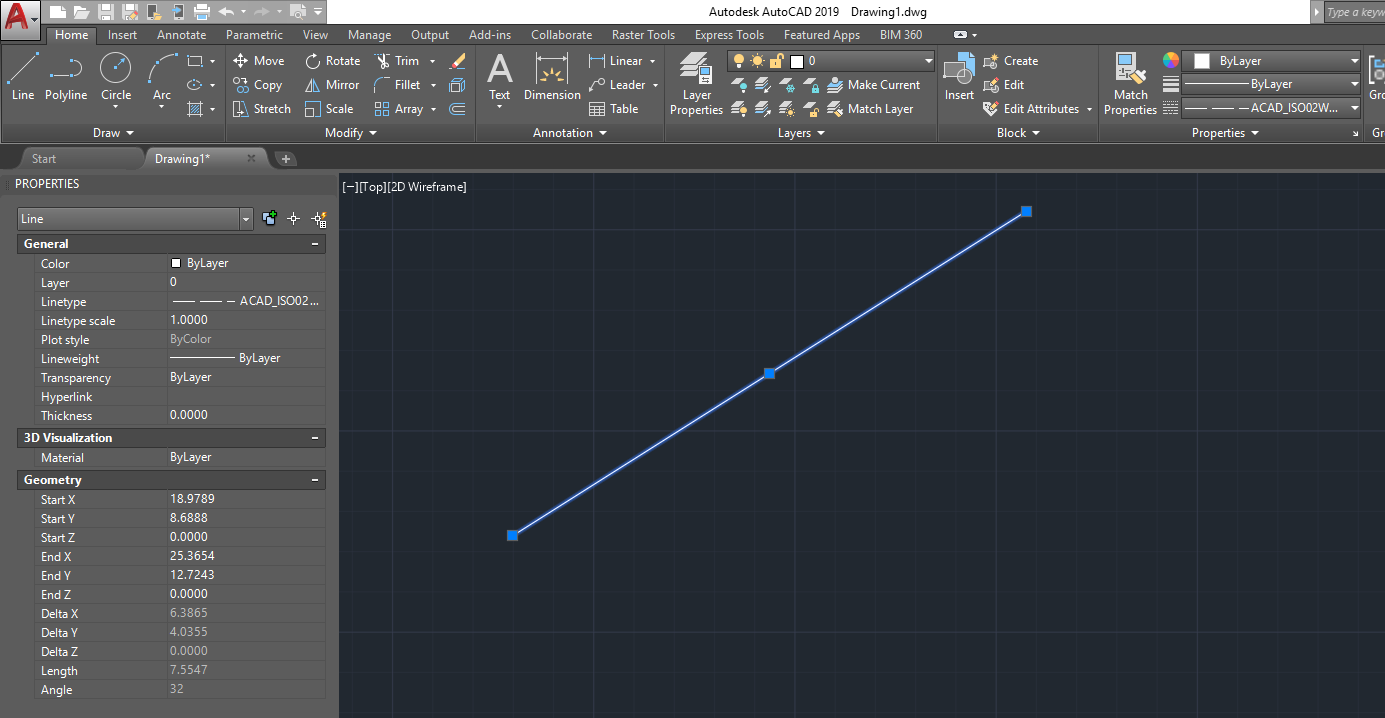 Autodesk AutoCAD 2019 Drawing1.dwg
Type a keyw
Home Insert Annotate Parametric View Manage Output Add-ins Collaborate Raster Tools Express Tools Featured Apps BIM 360
Line Polyline Circle Arc
Draw
Move Rotate Trim
Copy Mirror Fillet
Stretch Scale Array
Modify
Text Dimension
Linear
Leader
Table
Annotation
Layer
Properties
0
Make Current
Match Layer
Layers
Insert
Create
Edit
Edit Attributes
Block
Match
Properties
ByLayer
ByLayer
ACAD_ISO02W...
Properties
Gro
Gr
Start Drawing1*
PROPERTIES
[−][Top][2D Wireframe]
Line
General
Color ByLayer
Layer 0
Linetype ACAD_ISO02...
Linetype scale 1.0000
Plot style ByColor
Lineweight ByLayer
Transparency ByLayer
Hyperlink
Thickness 0.0000
3D Visualization
Material ByLayer
Geometry
Start X 18.9789
Start Y 8.6888
Start Z 0.0000
End X 25.3654
End Y 12.7243
End Z 0.0000
Delta X 6.3865
Delta Y 4.0355
Delta Z 0.0000
Length 7.5547
Angle 32